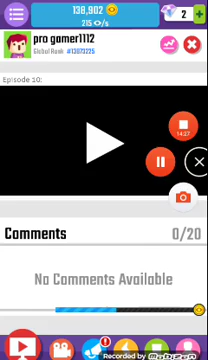 138,902
215/s
2
pro gamer1112
Global Rank #13073225
Episode 10:
14:27
Comments 0/20
No Comments Available
Recorded by
Mobizen